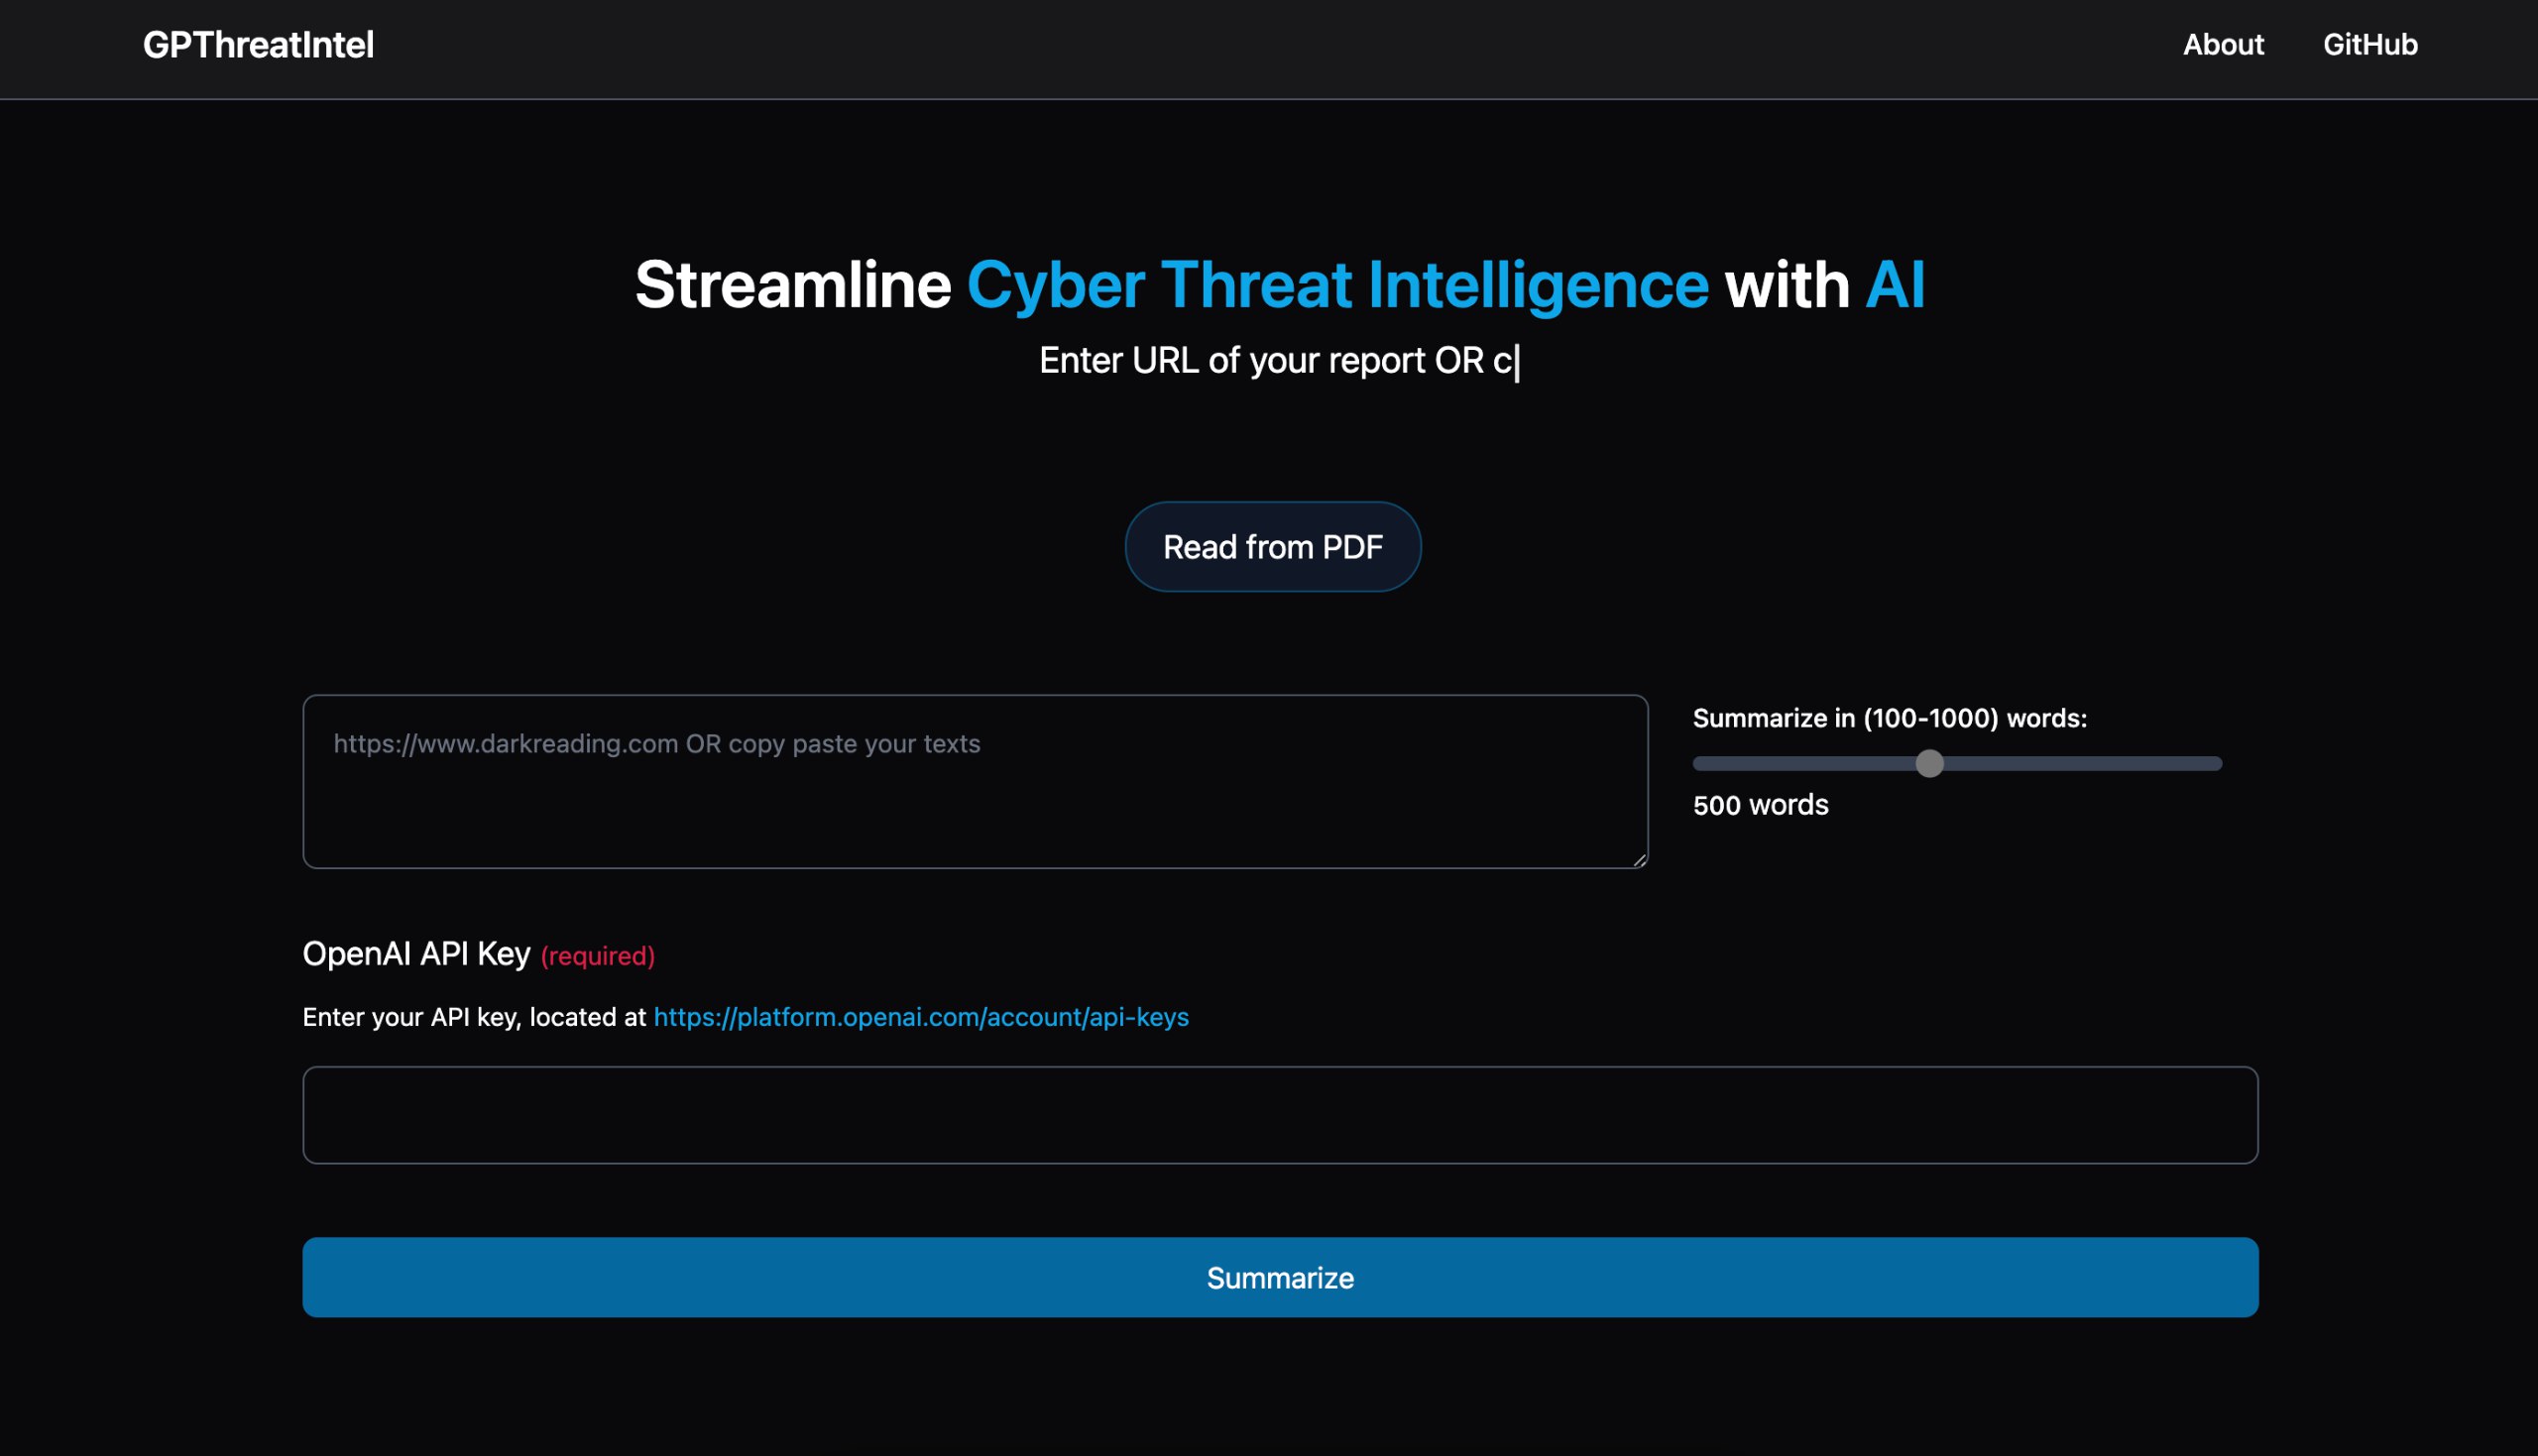 GPThreatIntel
About
GitHub
Streamline Cyber Threat Intelligence with AI
Enter URL of your report OR c
Read from PDF
https://www.darkreading.com OR copy paste your texts
Summarize in (100-1000) words:
500 words
OpenAI API Key (required)
Enter your API key, located at https://platform.openai.com/account/api-keys
Summarize